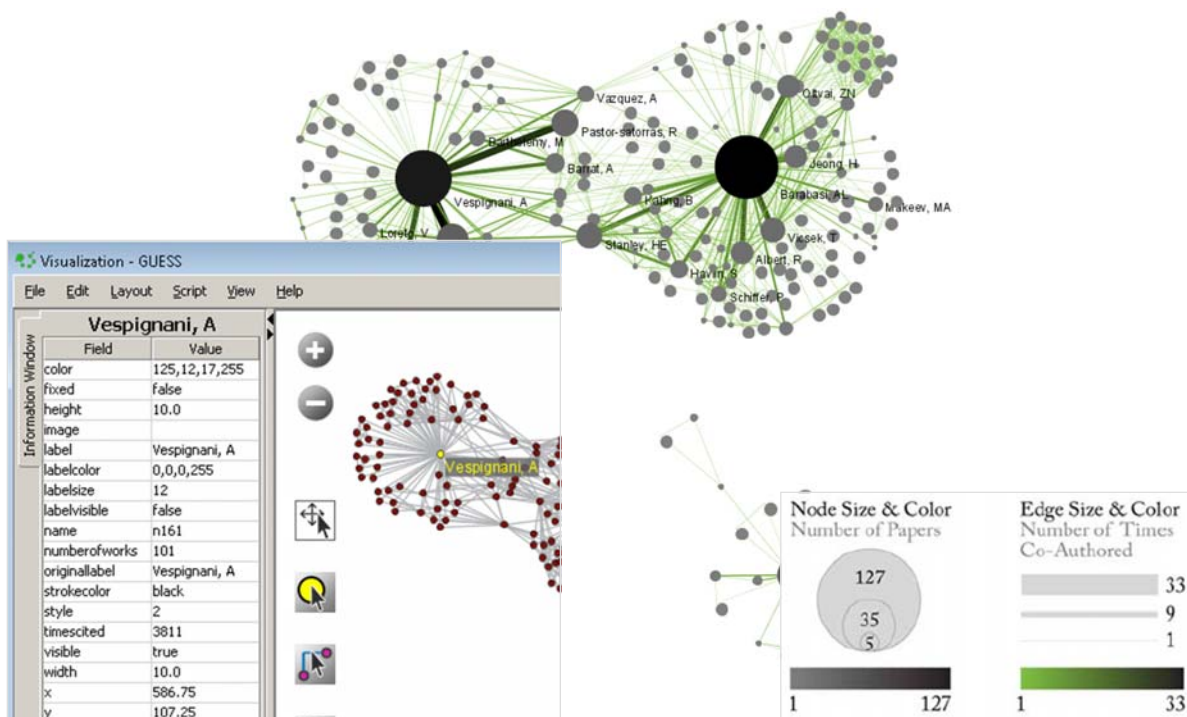 Oltvai, ZN
Vazquez, A
Pastor-satorras, R
Barthelemy, M
Barrat, A
Jeong, H
Barabasi, AL
Kahng, B
Vespignani, A
Makeev, MA
Loreto, V
Vicsek, T
Stanley, HE
Albert, R
Havlin, S
Schiffer, P
Visualization - GUESS
File Edit Layout Script View Help
Information Window
Vespignani, A
Field Value
color 125,12,17,255
fixed false
height 10.0
image
label Vespignani, A
labelcolor 0,0,0,255
labelsize 12
labelvisible false
name n161
numberofworks 101
originallabel Vespignani, A
strokecolor black
style 2
timescited 3811
visible true
width 10.0
x 586.75
y 107.25
Vespignani, A
Node Size & Color
Number of Papers
127
35
5
1 127
Edge Size & Color
Number of Times
Co-Authored
33
9
1
1 33